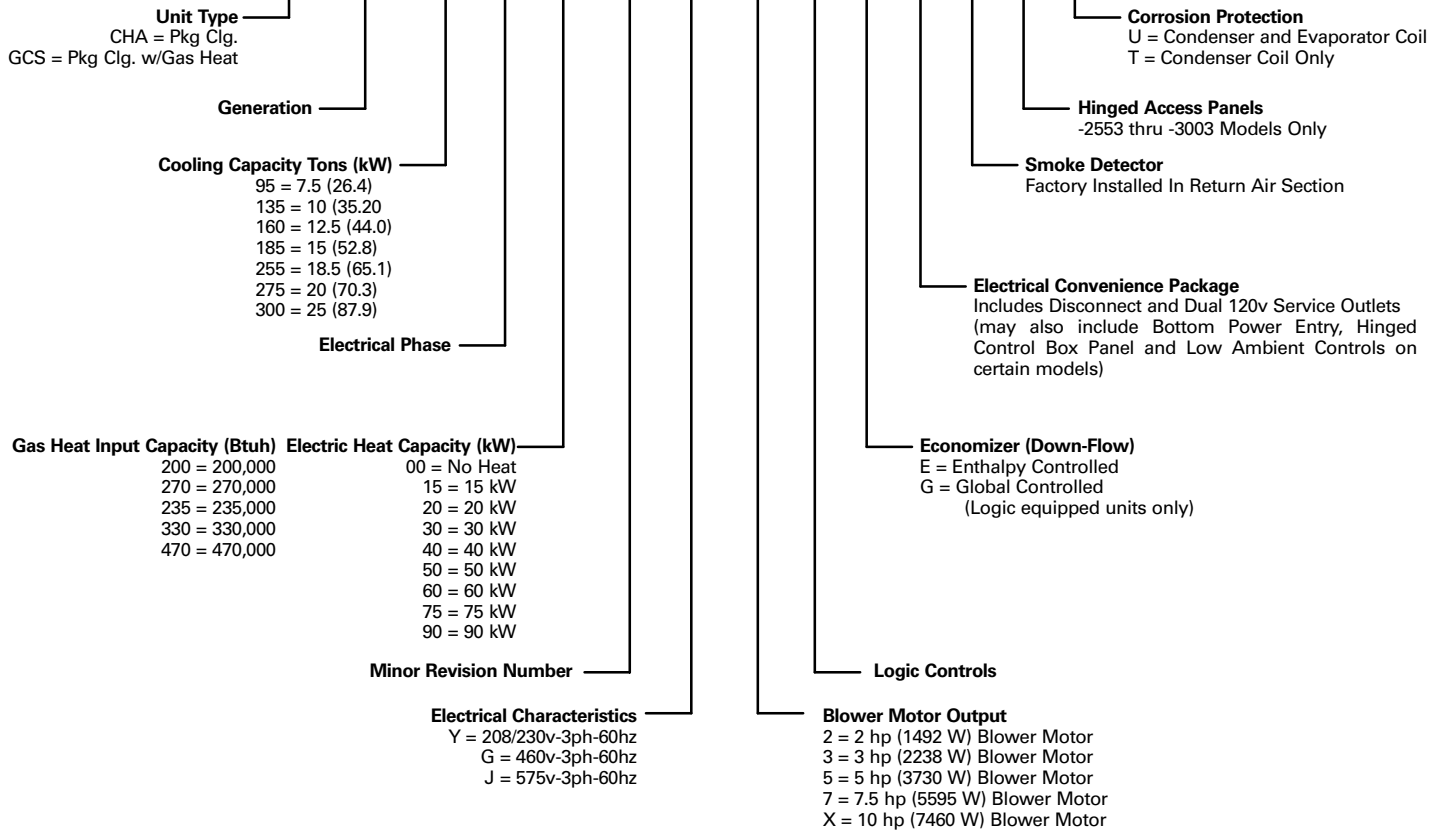 Unit Type
CHA = Pkg Clg.
GCS = Pkg Clg. w/Gas Heat
Generation
Cooling Capacity Tons (kW)
95 = 7.5 (26.4)
135 = 10 (35.20
160 = 12.5 (44.0)
185 = 15 (52.8)
255 = 18.5 (65.1)
275 = 20 (70.3)
300 = 25 (87.9)
Electrical Phase
Gas Heat Input Capacity (Btuh)
200 = 200,000
270 = 270,000
235 = 235,000
330 = 330,000
470 = 470,000
Electric Heat Capacity (kW)
00 = No Heat
15 = 15 kW
20 = 20 kW
30 = 30 kW
40 = 40 kW
50 = 50 kW
60 = 60 kW
75 = 75 kW
90 = 90 kW
Minor Revision Number
Electrical Characteristics
Y = 208/230v-3ph-60hz
G = 460v-3ph-60hz
J = 575v-3ph-60hz
Corrosion Protection
U = Condenser and Evaporator Coil
T = Condenser Coil Only
Hinged Access Panels
-2553 thru -3003 Models Only
Smoke Detector
Factory Installed In Return Air Section
Electrical Convenience Package
Includes Disconnect and Dual 120v Service Outlets
(may also include Bottom Power Entry, Hinged
Control Box Panel and Low Ambient Controls on
certain models)
Economizer (Down-Flow)
E = Enthalpy Controlled
G = Global Controlled
(Logic equipped units only)
Logic Controls
Blower Motor Output
2 = 2 hp (1492 W) Blower Motor
3 = 3 hp (2238 W) Blower Motor
5 = 5 hp (3730 W) Blower Motor
7 = 7.5 hp (5595 W) Blower Motor
X = 10 hp (7460 W) Blower Motor